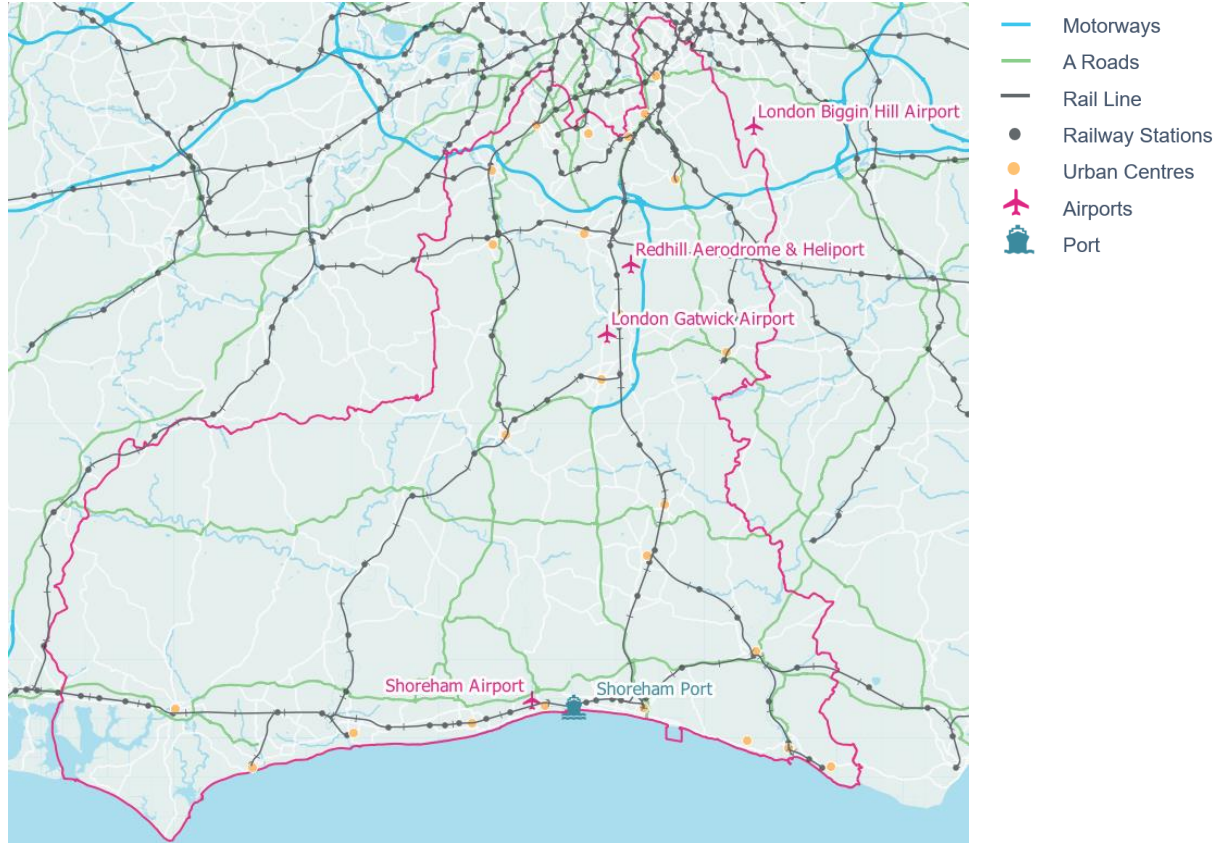 Motorways
A Roads
Rail Line
London Biggin Hill Airport
Railway Stations
Urban Centres
Airports
Redhill Aerodrome & Heliport
Port
London Gatwick Airport
Shoreham Airport
Shoreham Port